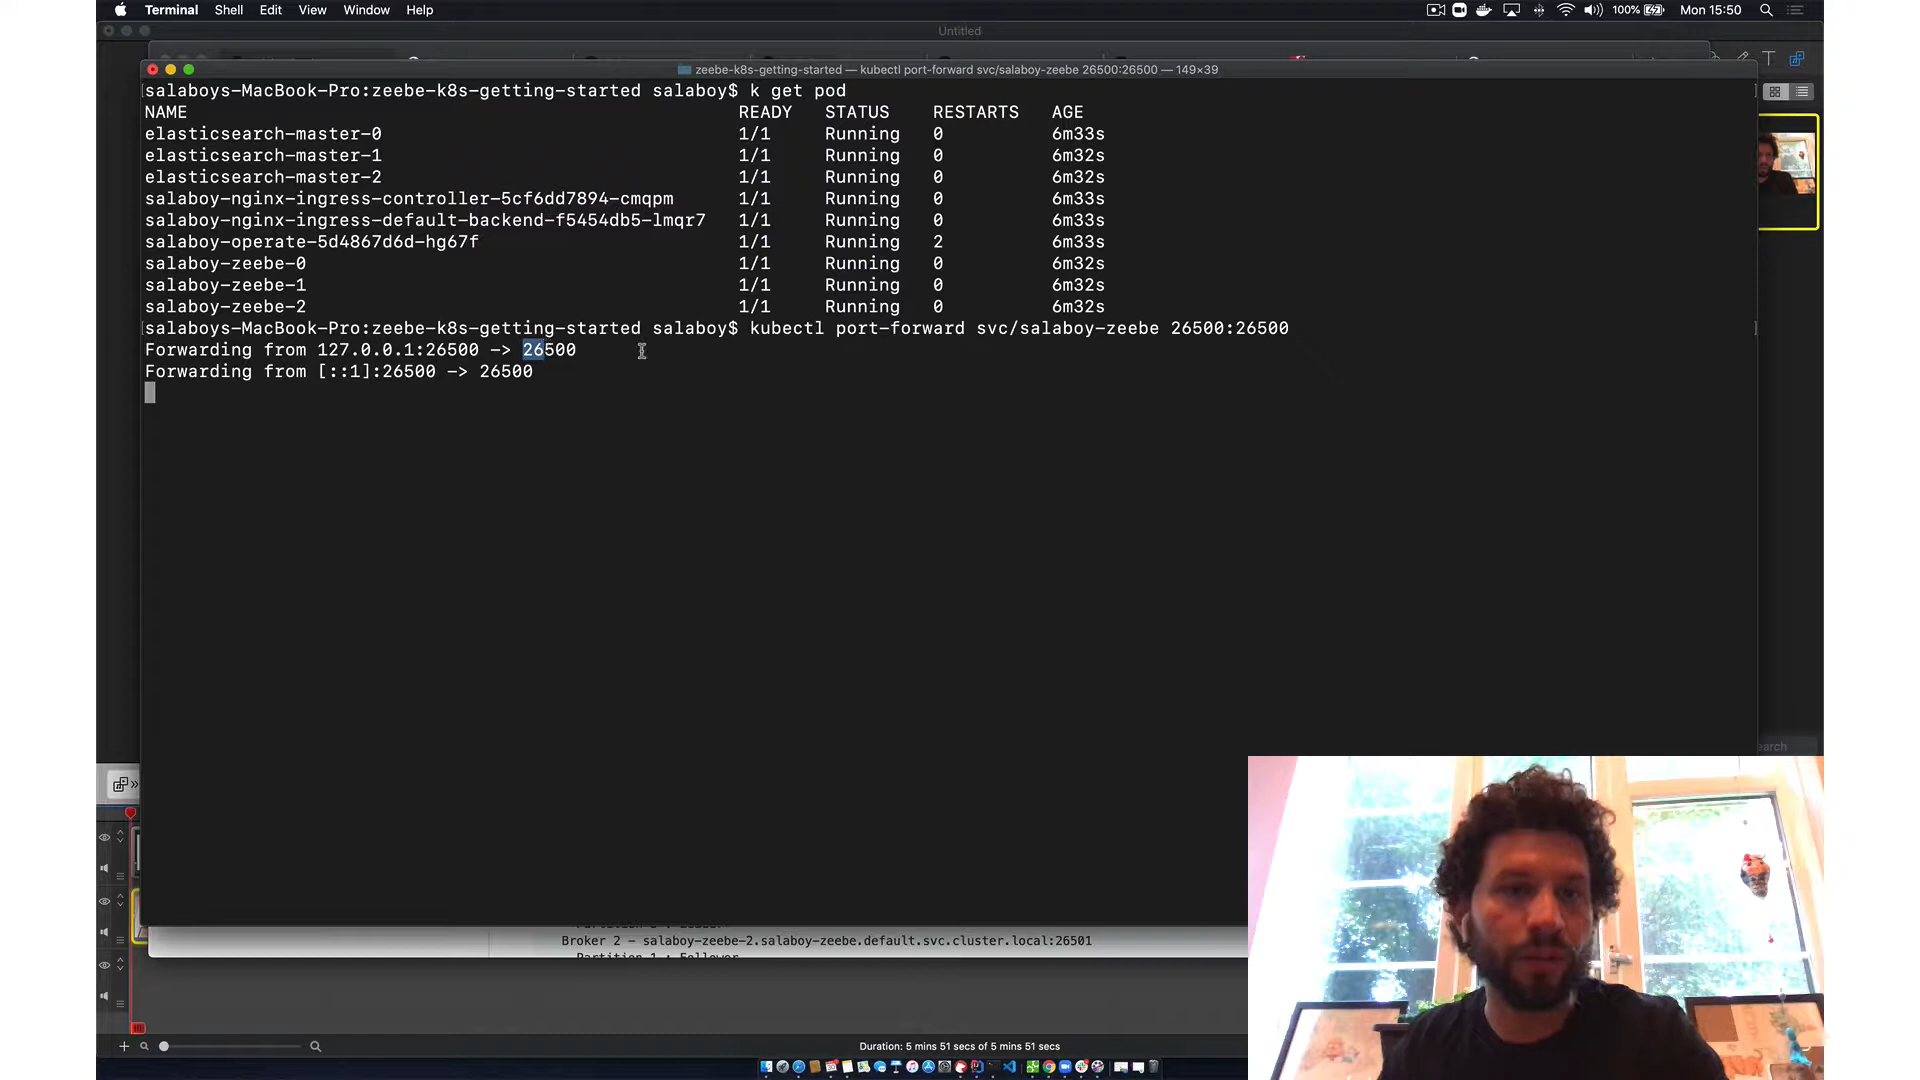 Terminal Shell Edit View Window Help 100% Mon 15:50
Untitled
zeebe-k8s-getting-started — kubectl port-forward svc/salaboy-zeebe 26500:26500 — 149×39
salaboys-MacBook-Pro:zeebe-k8s-getting-started salaboy$ k get pod
NAME READY STATUS RESTARTS AGE
elasticsearch-master-0 1/1 Running 0 6m33s
elasticsearch-master-1 1/1 Running 0 6m32s
elasticsearch-master-2 1/1 Running 0 6m32s
salaboy-nginx-ingress-controller-5cf6dd7894-cmqpm 1/1 Running 0 6m33s
salaboy-nginx-ingress-default-backend-f5454db5-lmqr7 1/1 Running 0 6m33s
salaboy-operate-5d4867d6d-hg67f 1/1 Running 2 6m33s
salaboy-zeebe-0 1/1 Running 0 6m32s
salaboy-zeebe-1 1/1 Running 0 6m32s
salaboy-zeebe-2 1/1 Running 0 6m32s
salaboys-MacBook-Pro:zeebe-k8s-getting-started salaboy$ kubectl port-forward svc/salaboy-zeebe 26500:26500
Forwarding from 127.0.0.1:26500 -> 26500
Forwarding from [::1]:26500 -> 26500
earch
Broker 2 - salaboy-zeebe-2.salaboy-zeebe.default.svc.cluster.local:26501
Partition 1 : Follower
Duration: 5 mins 51 secs of 5 mins 51 secs